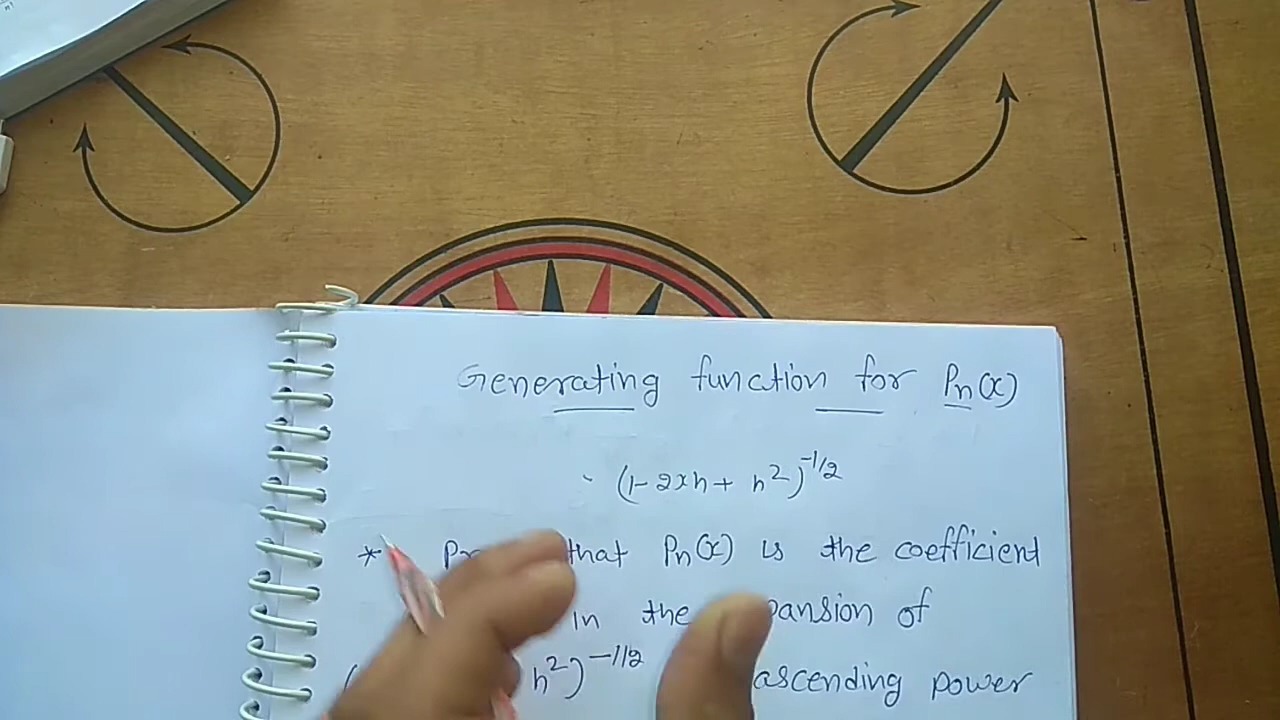 Generating function for Pn(x)
(1-2xh+h²)^-1/2
* that Pn(x) is the coefficient
in the of
h²)^-1/2 ascending power